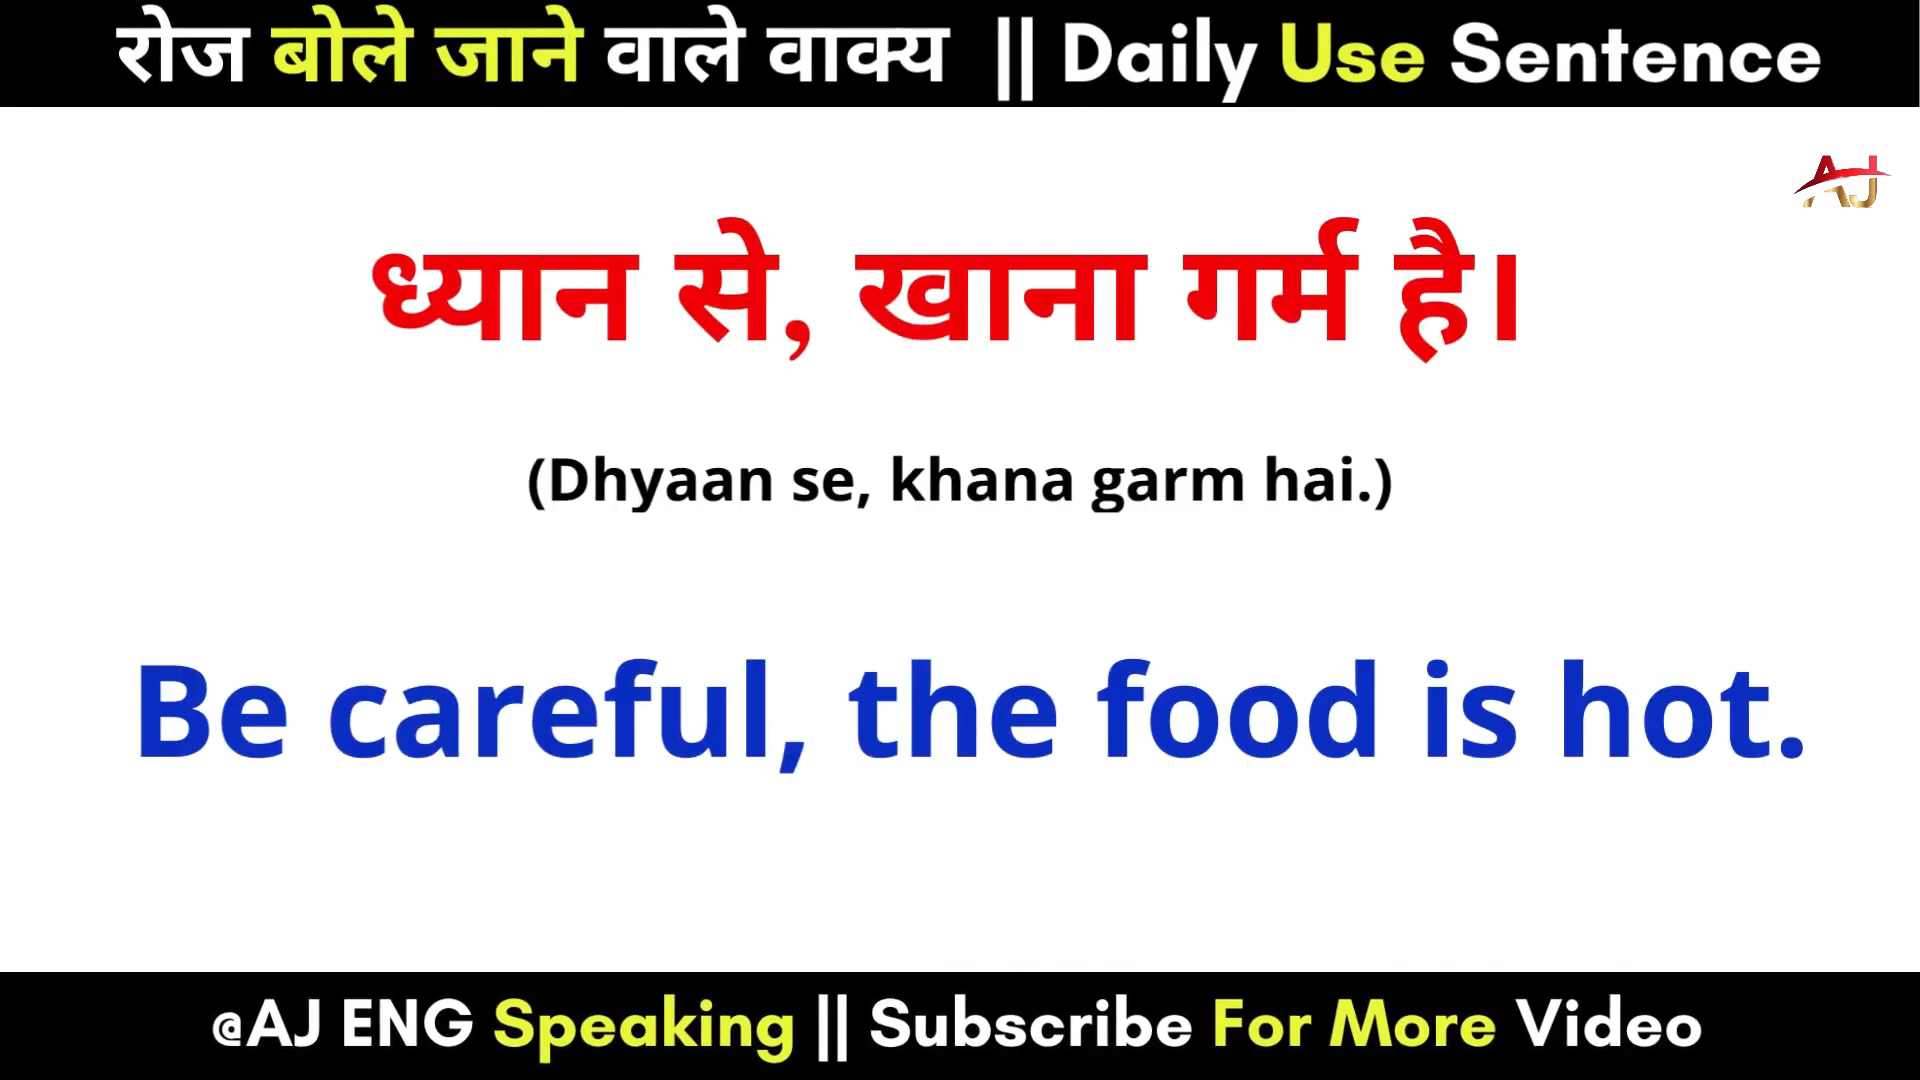 रोज बोले जाने वाले वाक्य || Daily Use Sentence
AJ
ध्यान से, खाना गर्म है।
(Dhyaan se, khana garm hai.)
Be careful, the food is hot.
@AJ ENG Speaking || Subscribe For More Video